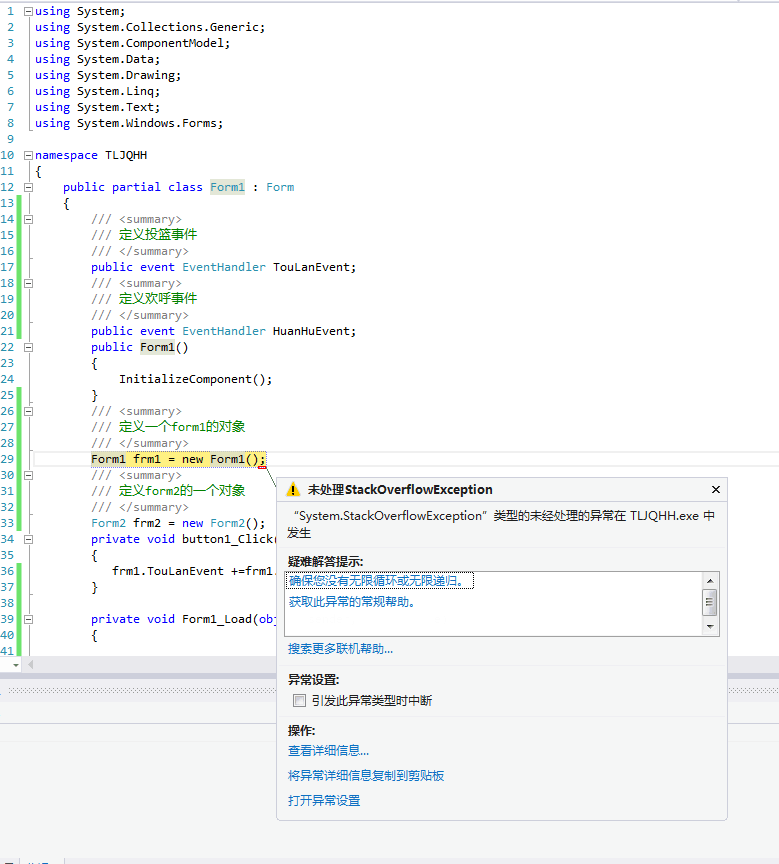 1 using System;
2 using System.Collections.Generic;
3 using System.ComponentModel;
4 using System.Data;
5 using System.Drawing;
6 using System.Linq;
7 using System.Text;
8 using System.Windows.Forms;
9
10 namespace TLJQHH
11 {
12 public partial class Form1 : Form
13 {
14 /// <summary>
15 /// 定义投篮事件
16 /// </summary>
17 public event EventHandler TouLanEvent;
18 /// <summary>
19 /// 定义欢呼事件
20 /// </summary>
21 public event EventHandler HuanHuEvent;
22 public Form1()
23 {
24 InitializeComponent();
25 }
26 /// <summary>
27 /// 定义一个form1的对象
28 /// </summary>
29 Form1 frm1 = new Form1();
30 /// <summary>
31 /// 定义form2的一个对象
32 /// </summary>
33 Form2 frm2 = new Form2();
34 private void button1_Click(
35 {
36 frm1.TouLanEvent +=frm1.
37 }
38
39 private void Form1_Load(ob
40 {
41
未处理StackOverflowException
“System.StackOverflowException”类型的未经处理的异常在 TLJQHH.exe 中
发生
疑难解答提示:
确保您没有无限循环或无限递归。
获取此异常的常规帮助。
搜索更多联机帮助...
异常设置:
引发此异常类型时中断
操作:
查看详细信息...
将异常详细信息复制到剪贴板
打开异常设置